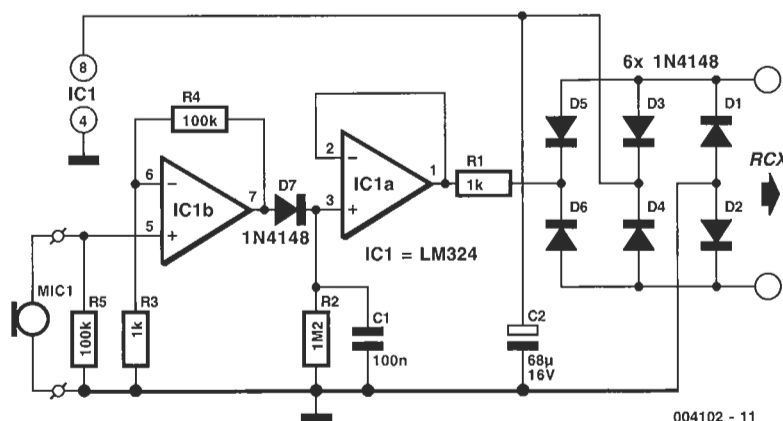 6x 1N4148
8
IC1
4
R4
100k
D5
D3
D1
RCX
6
7
IC1b
5
D7
1N4148
2
1
IC1a
3
R1
1k
IC1 = LM324
D6
D4
D2
MIC1
R5
100k
R3
1k
R2
1M2
C1
100n
C2
68µ
16V
004102 - 11